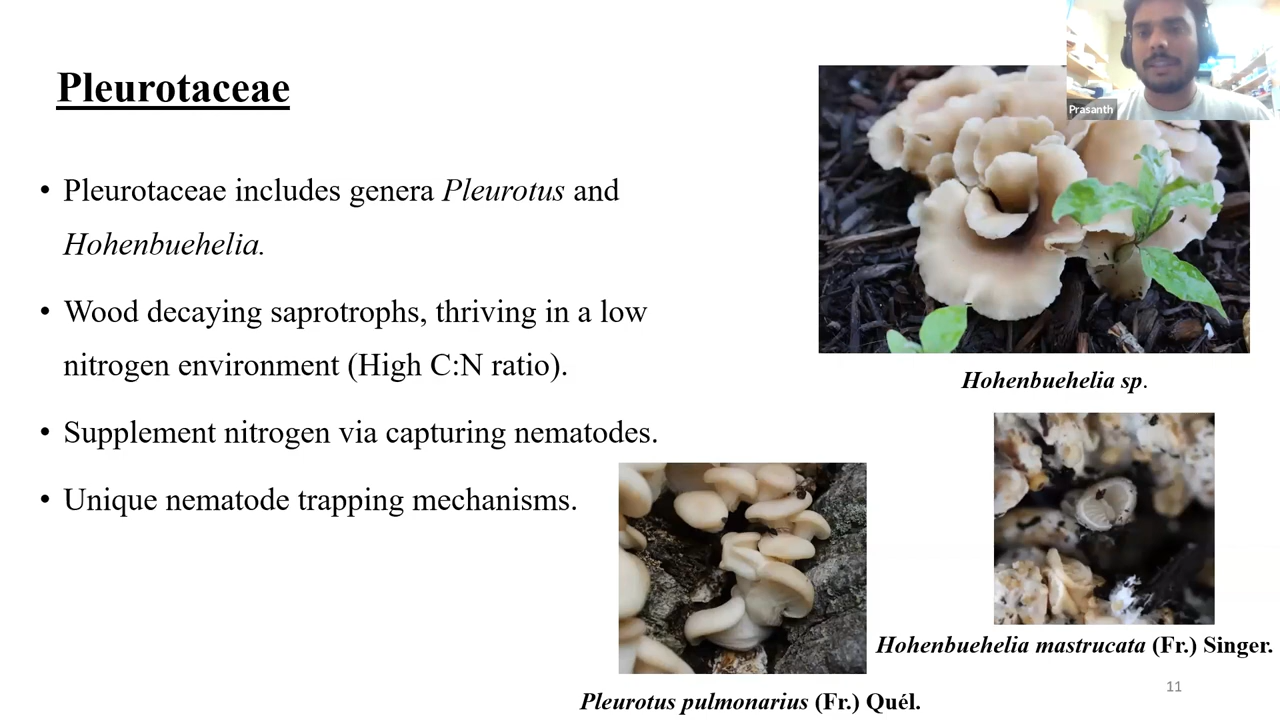 Pleurotaceae
Prasanth
• Pleurotaceae includes genera Pleurotus and
Hohenbuehelia.
• Wood decaying saprotrophs, thriving in a low
nitrogen environment (High C:N ratio).
• Supplement nitrogen via capturing nematodes.
• Unique nematode trapping mechanisms.
Hohenbuehelia sp.
Hohenbuehelia mastrucata (Fr.) Singer.
Pleurotus pulmonarius (Fr.) Quél.
11